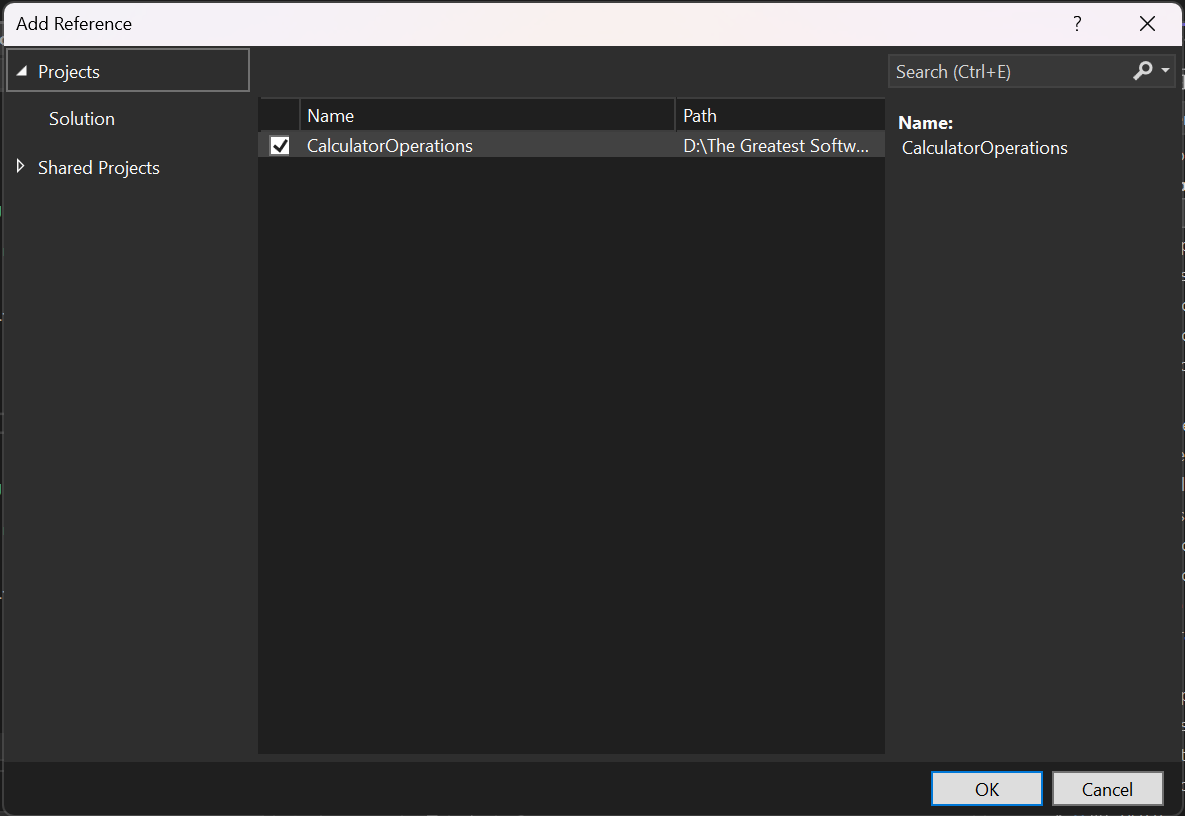 Add Reference
?
Projects
Solution
Shared Projects
Name
Path
CalculatorOperations
D:\The Greatest Softw...
Search (Ctrl+E)
Name:
CalculatorOperations
OK
Cancel